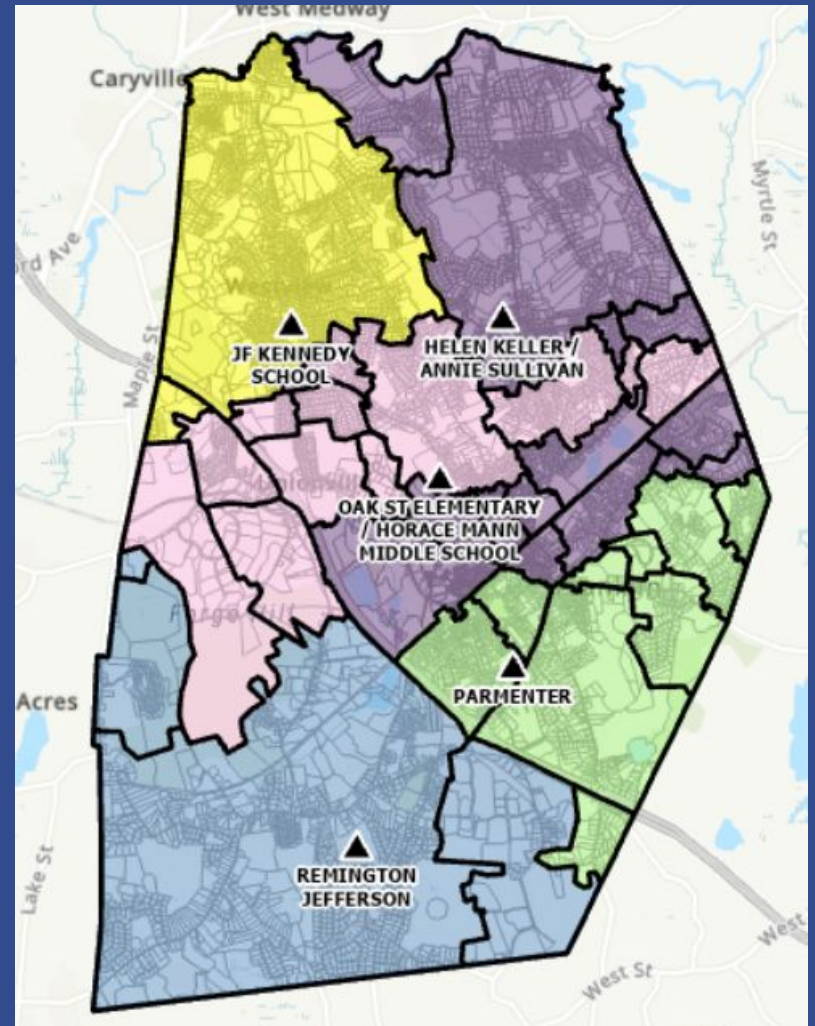 West Medway
Caryville
Myrtle St
ord Ave
Maple St
JF KENNEDY
SCHOOL
HELEN KELLER /
ANNIE SULLIVAN
OAK ST ELEMENTARY
/ HORACE MANN
MIDDLE SCHOOL
PARMENTER
Acres
Lake St
REMINGTON
JEFFERSON
West St
West